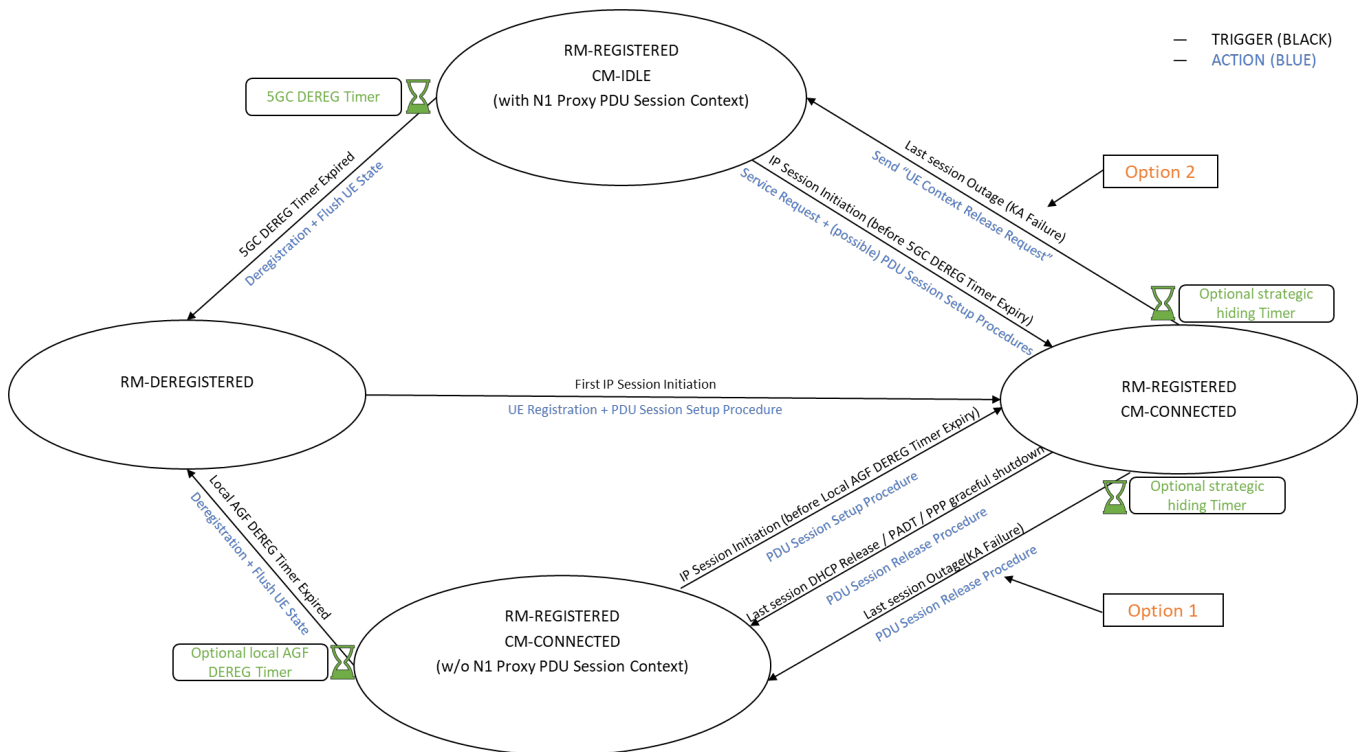 RM-REGISTERED
CM-IDLE
(with N1 Proxy PDU Session Context)
— TRIGGER (BLACK)
— ACTION (BLUE)
5GC DEREG Timer
5GC DEREG Timer Expired
Deregistration + Flush UE State
Last session Outage (KA Failure)
Send “UE Context Release
Request”
Option 2
IP Session Initiation (before 5GC DEREG Timer Expiry)
Service Request + (possible) PDU Session Setup Procedures
Optional strategic
hiding Timer
RM-DEREGISTERED
First IP Session Initiation
UE Registration + PDU Session Setup Procedure
RM-REGISTERED
CM-CONNECTED
IP Session Initiation (before Local AGF DEREG Timer Expiry)
PDU Session Setup Procedure
Last session DHCP Release / PADT / PPP graceful shutdown
PDU Session Release Procedure
Last session Outage(KA Failure)
PDU Session Release Procedure
Optional strategic
hiding Timer
Option 1
Local AGF DEREG Timer Expired
Deregistration + Flush UE State
Optional local AGF
DEREG Timer
RM-REGISTERED
CM-CONNECTED
(w/o N1 Proxy PDU Session Context)